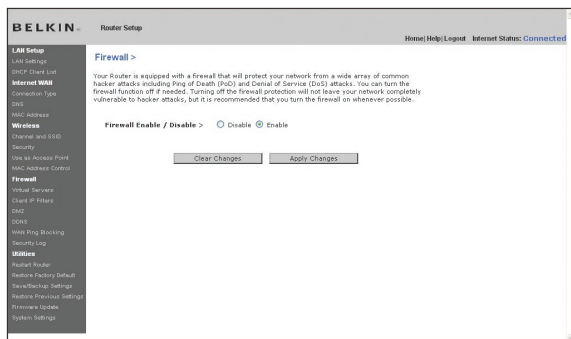 BELKIN
Router Setup
Home| Help| Logout Internet Status: Connected
LAN Setup
LAN Settings
DHCP Client List
Internet WAN
Connection Type
DNS
MAC Address
Wireless
Channel and SSID
Security
Use as Access Point
MAC Address Control
Firewall
Virtual Servers
Client IP Filters
DMZ
DDNS
WAN Ping Blocking
Security Log
Utilities
Restart Router
Restore Factory Default
Save/Backup Settings
Restore Previous Settings
Firmware Update
System Settings
Firewall >
Your Router is equipped with a firewall that will protect your network from a wide array of common
hacker attacks including Ping of Death (PoD) and Denial of Service (DoS) attacks. You can turn the
firewall function off if needed. Turning off the firewall protection will not leave your network completely
vulnerable to hacker attacks, but it is recommended that you turn the firewall on whenever possible.
Firewall Enable / Disable > Disable Enable
Clear Changes Apply Changes